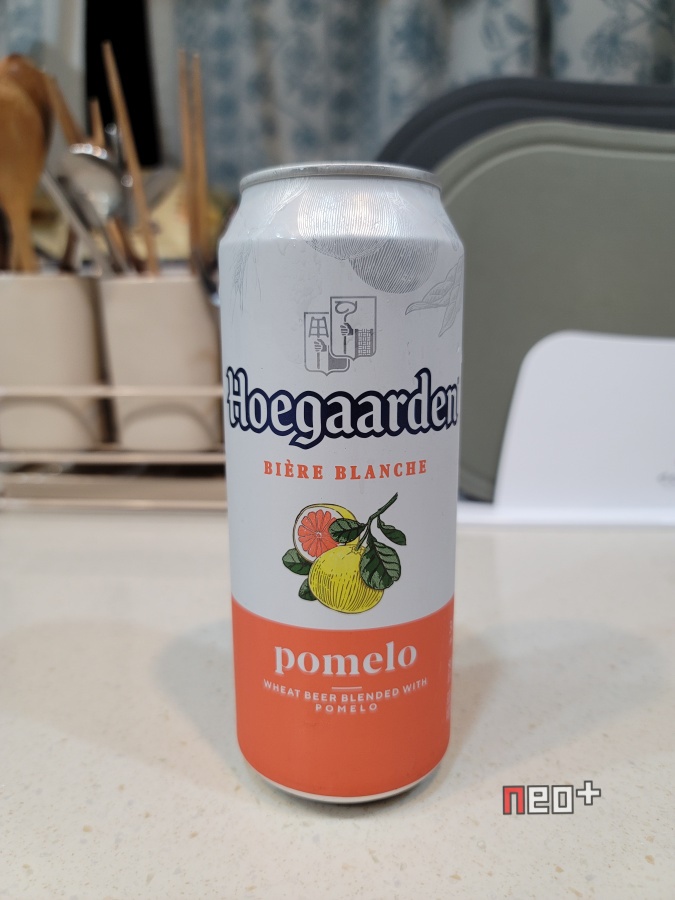 Hoegaarden
BIÈRE BLANCHE
pomelo
WHEAT BEER BLENDED WITH
POMELO
neo+